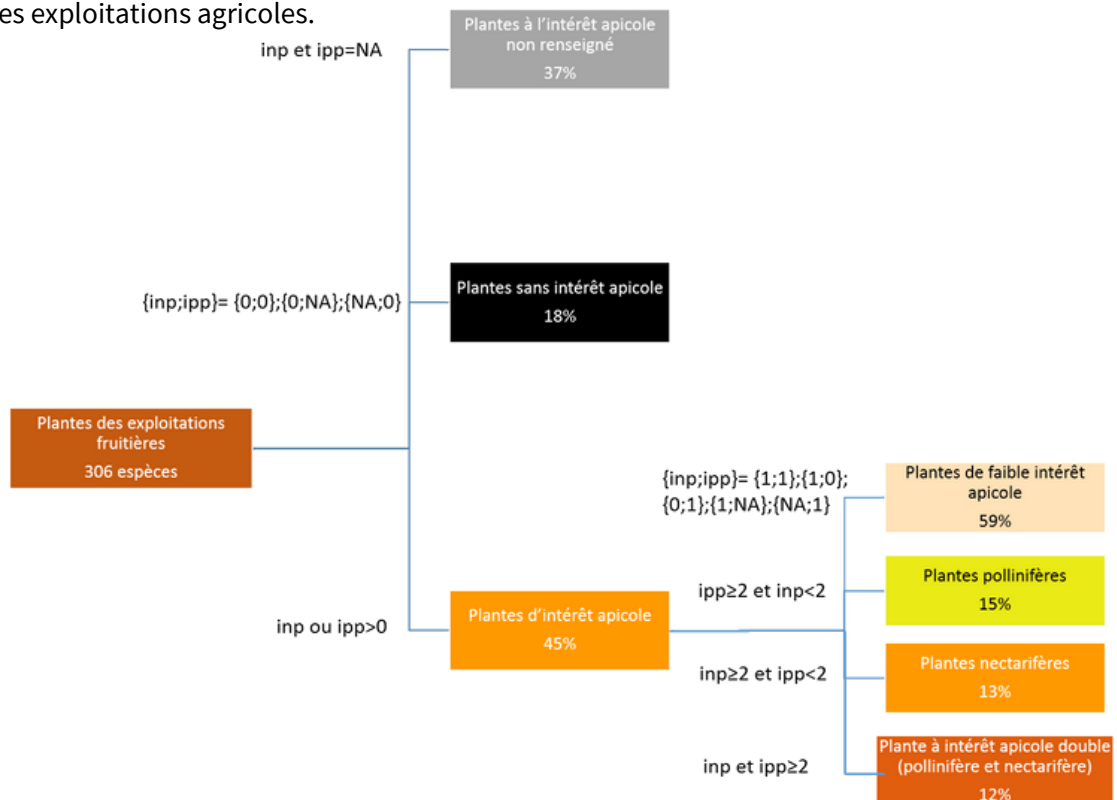 es exploitations agricoles.
inp et ipp=NA
Plantes à l'intérêt apicole
non renseigné
37%
{inp;ipp}= {0;0};{0;NA};{NA;0}
Plantes sans intérêt apicole
18%
Plantes des exploitations
fruitières
306 espèces
inp ou ipp>0
Plantes d'intérêt apicole
45%
{inp;ipp}= {1;1};{1;0};
{0;1};{1;NA};{NA;1}
Plantes de faible intérêt
apicole
59%
ipp≥2 et inp<2
Plantes pollinifères
15%
inp≥2 et ipp<2
Plantes nectarifères
13%
inp et ipp≥2
Plante à intérêt apicole double
(pollinifère et nectarifère)
12%